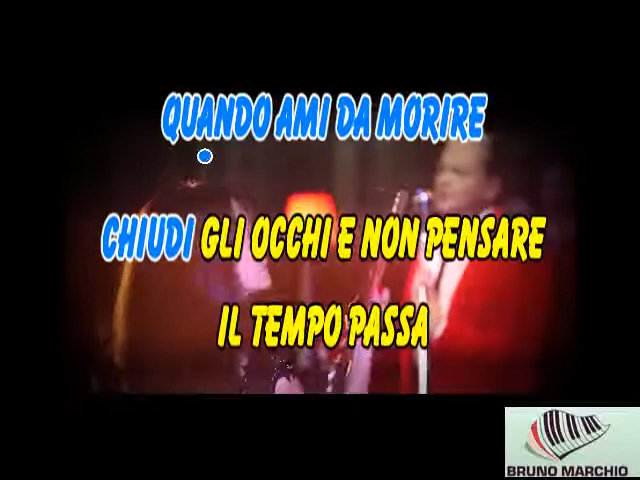 QUANDO AMI DA MORIRE
CHIUDI GLI OCCHI E NON PENSARE
IL TEMPO PASSA
BRUNO MARCHIO